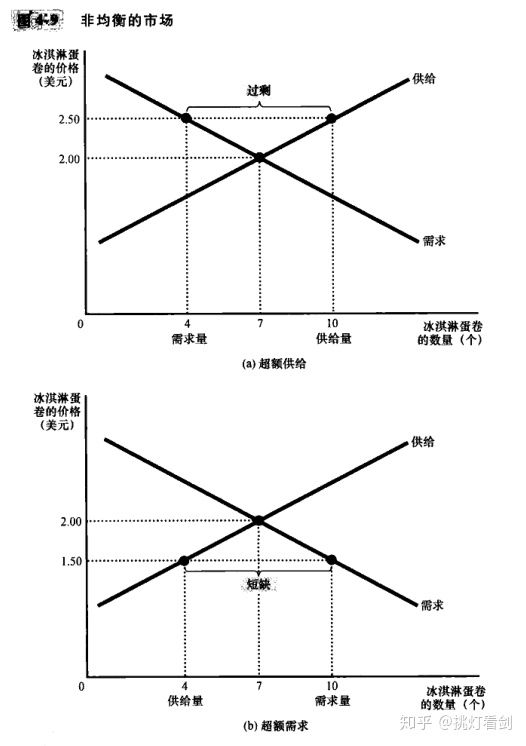 图 4-9 非均衡的市场
冰淇淋蛋
卷的价格
（美元）
过剩
供给
2.50
2.00
需求
0
4
7
10
冰淇淋蛋卷
的数量（个）
需求量
供给量
(a) 超额供给
冰淇淋蛋
卷的价格
（美元）
供给
2.00
1.50
短缺
需求
0
4
7
10
冰淇淋蛋卷
的数量（个）
供给量
需求量
(b) 超额需求
知乎 @挑灯看剑